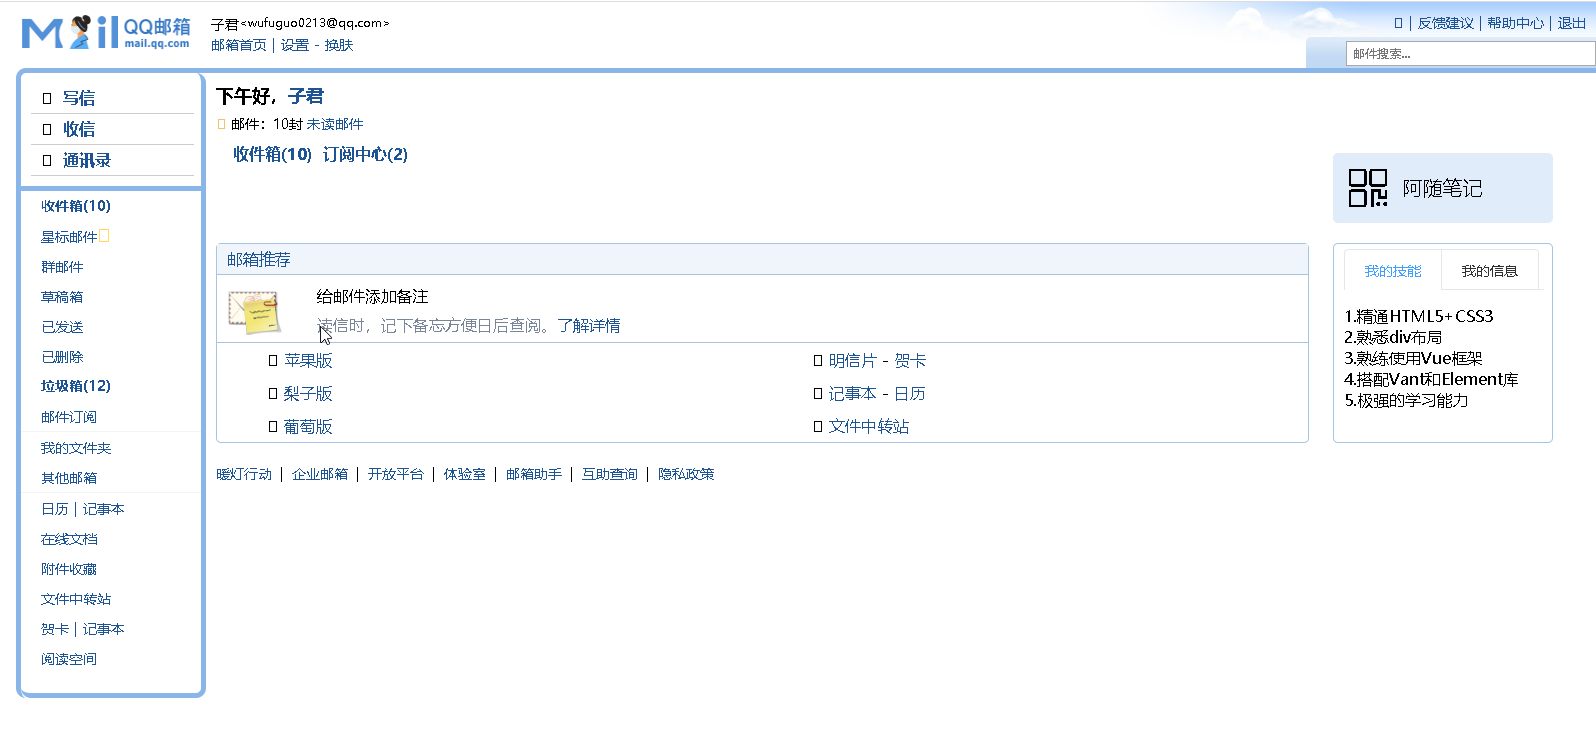 Mail QQ邮箱
mail.qq.com
子君<wufuguo0213@qq.com>
邮箱首页 | 设置 - 换肤
| 反馈建议 | 帮助中心 | 退出
邮件搜索...
写信
收信
通讯录
收件箱(10)
星标邮件
群邮件
草稿箱
已发送
已删除
垃圾箱(12)
邮件订阅
我的文件夹
其他邮箱
日历 | 记事本
在线文档
附件收藏
文件中转站
贺卡 | 记事本
阅读空间
下午好，子君
邮件：10封 未读邮件
收件箱(10) 订阅中心(2)
邮箱推荐
给邮件添加备注
读信时，记下备忘方便日后查阅。了解详情
苹果版
明信片 - 贺卡
梨子版
记事本 - 日历
葡萄版
文件中转站
暖灯行动 | 企业邮箱 | 开放平台 | 体验室 | 邮箱助手 | 互助查询 | 隐私政策
阿随笔记
我的技能 我的信息
1.精通HTML5+CSS3
2.熟悉div布局
3.熟练使用Vue框架
4.搭配Vant和Element库
5.极强的学习能力